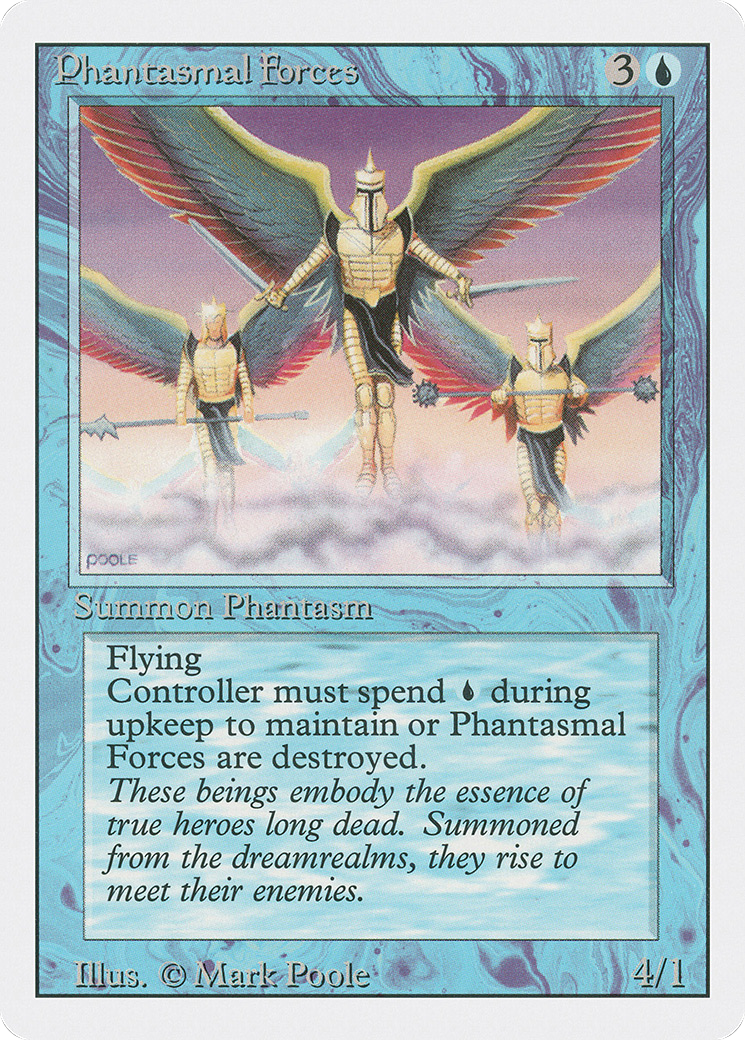 Phantasmal Forces
3
POOLE
Summon Phantasm
Flying
Controller must spend during
upkeep to maintain or Phantasmal
Forces are destroyed.
These beings embody the essence of
true heroes long dead. Summoned
from the dreamrealms, they rise to
meet their enemies.
Illus. © Mark Poole
4/1